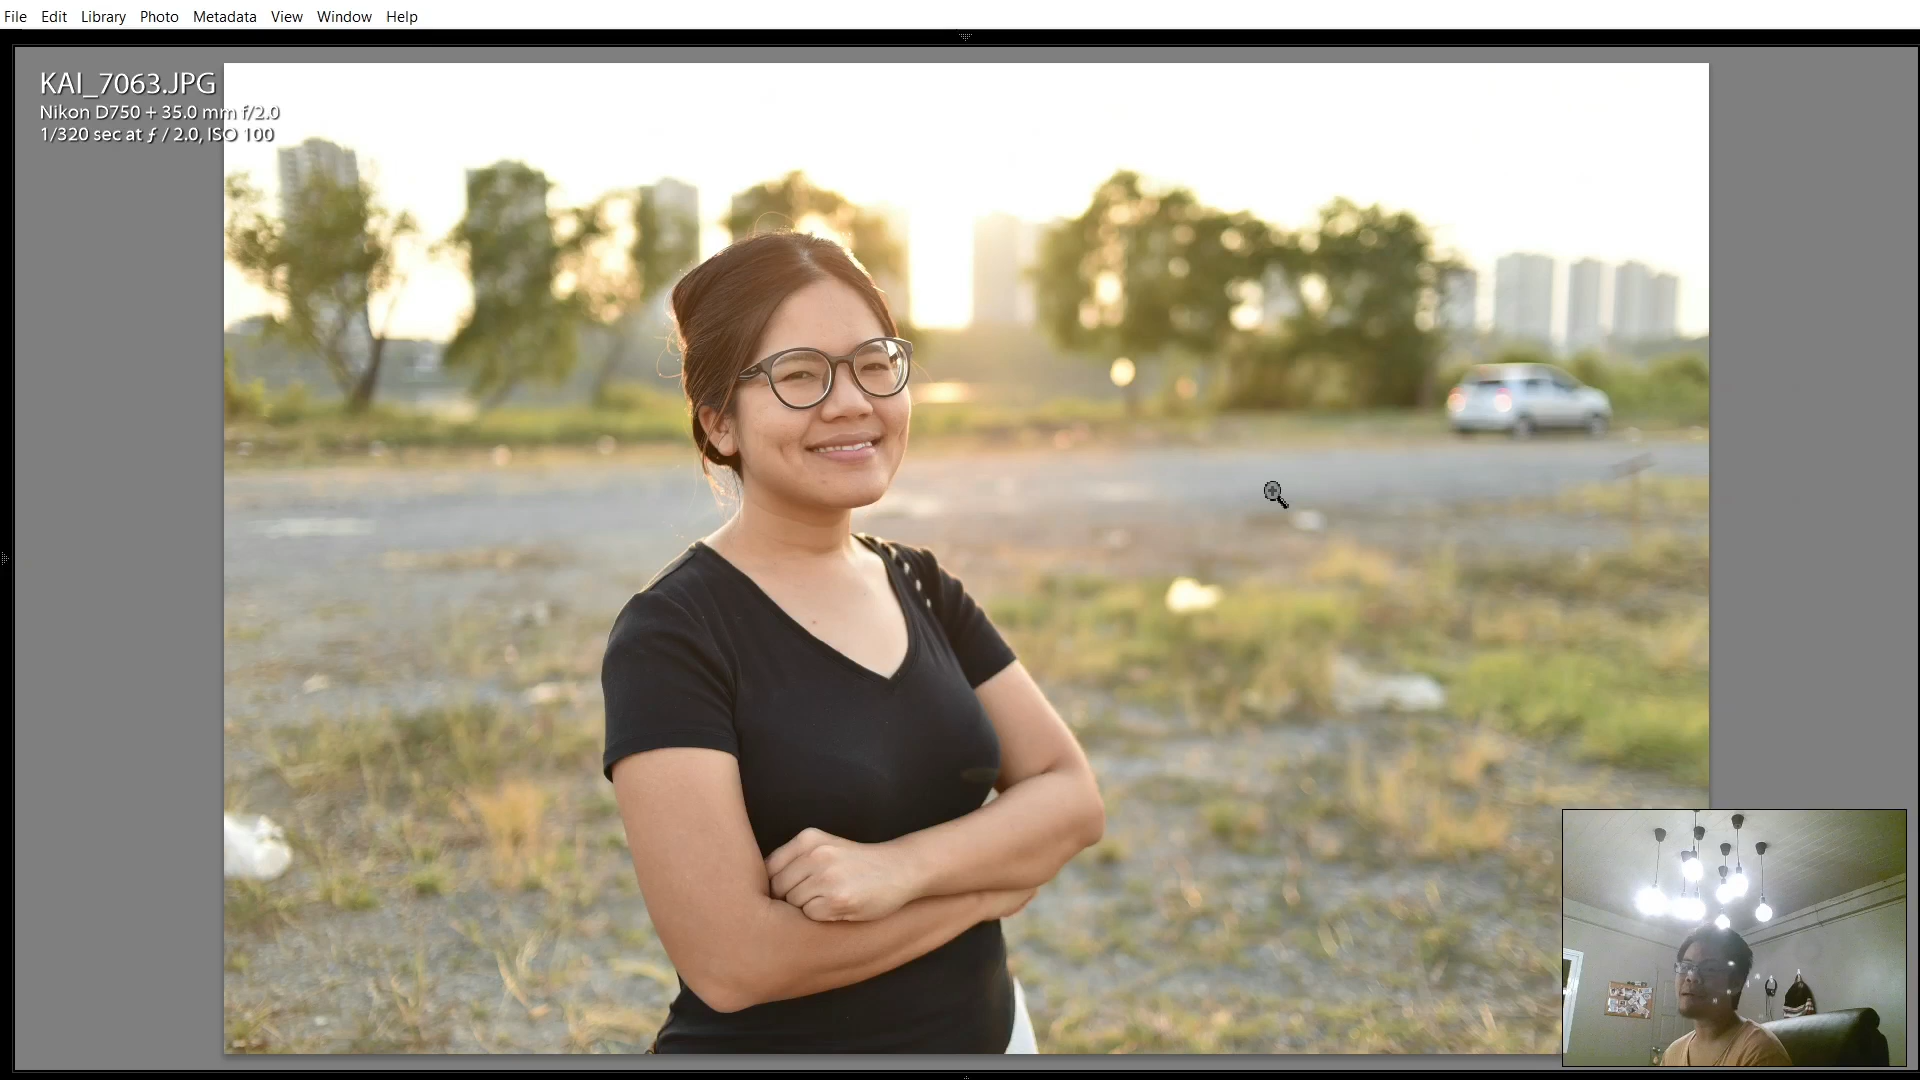 File Edit Library Photo Metadata View Window Help
KAI_7063.JPG
Nikon D750 + 35.0 mm f/2.0
1/320 sec at ƒ / 2.0, ISO 100